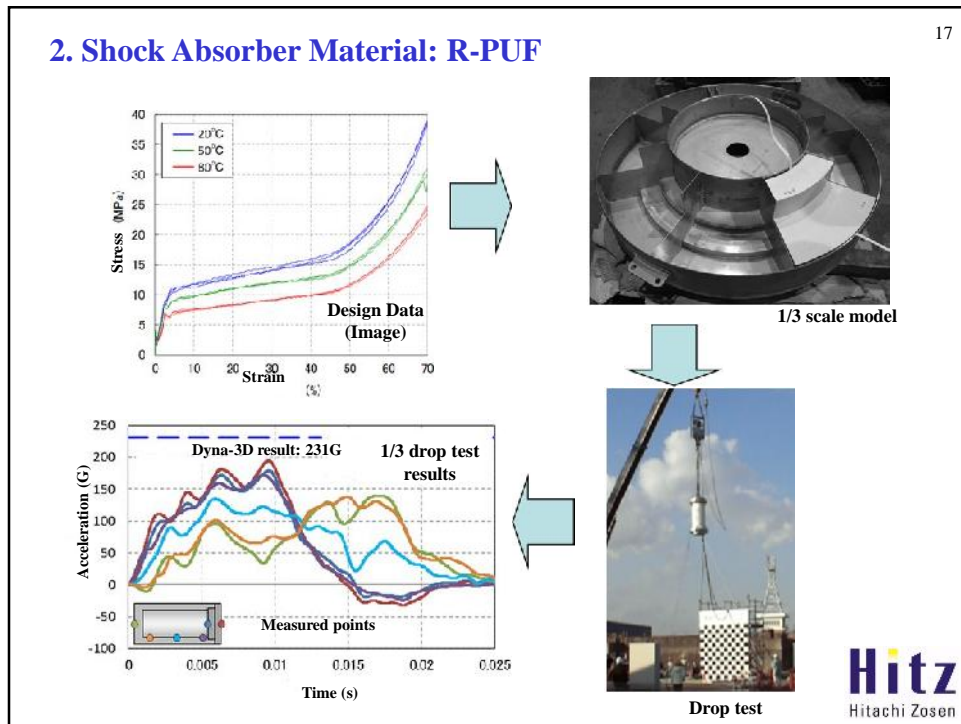 17
2. Shock Absorber Material: R-PUF
40
35
30
25
20
15
10
5
0
Stress (MPa)
20°C
50°C
80°C
Design Data
(Image)
0 10 20 30 40 50 60 70
Strain
(%)
1/3 scale model
250
200
150
100
50
0
-50
-100
Acceleration (G)
Dyna-3D result: 231G
1/3 drop test
results
Measured points
0 0.005 0.01 0.015 0.02 0.025
Time (s)
Drop test
Hitz
Hitachi Zosen